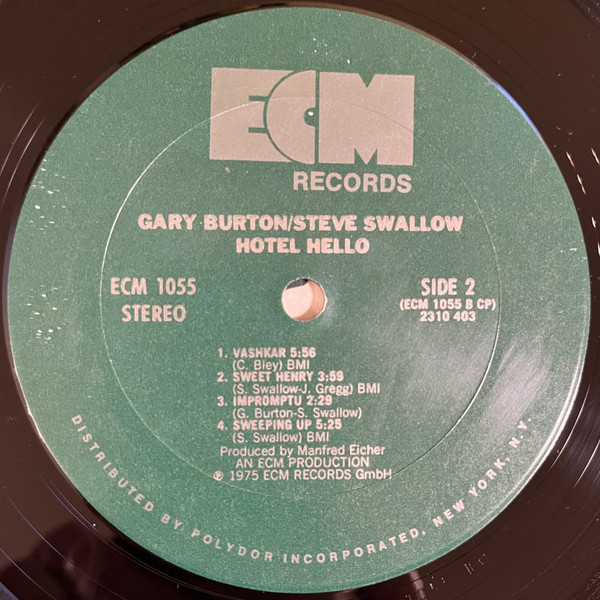 ECM
RECORDS
GARY BURTON/STEVE SWALLOW
HOTEL HELLO
ECM 1055
STEREO
SIDE 2
(ECM 1055 B CP)
2310 403
1. VASHKAR 5:56
(C. Bley) BMI
2. SWEET HENRY 3:59
(S. Swallow-J. Gregg) BMI
3. IMPROMPTU 2:29
(G. Burton-S. Swallow)
4. SWEEPING UP 5:25
(S. Swallow) BMI
Produced by Manfred Eicher
AN ECM PRODUCTION
℗ 1975 ECM RECORDS GmbH
DISTRIBUTED BY POLYDOR INCORPORATED, NEW YORK, N.Y.